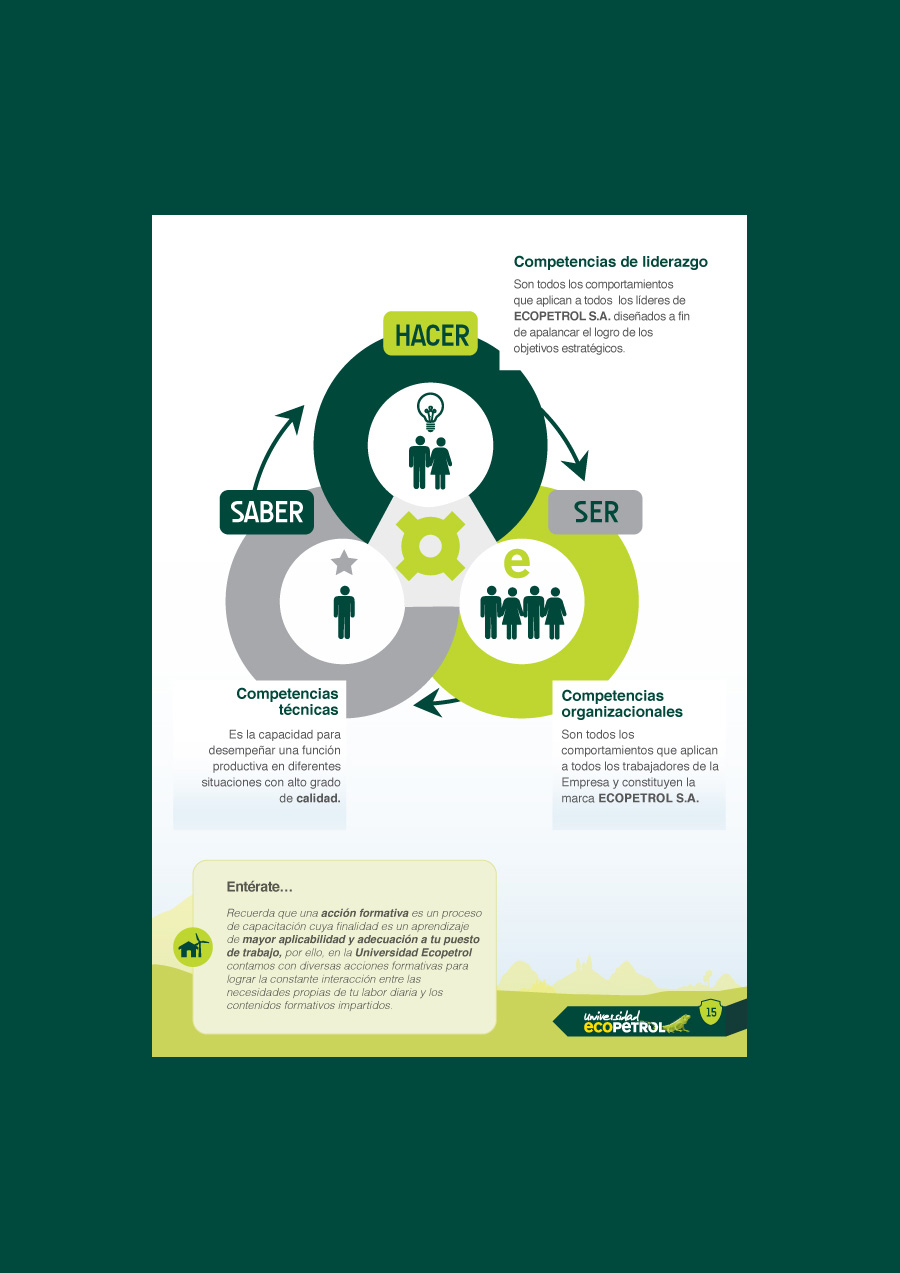 Competencias de liderazgo
Son todos los comportamientos
que aplican a todos los líderes de
ECOPETROL S.A. diseñados a fin
de apalancar el logro de los
objetivos estratégicos.
HACER
SABER
SER
e
Competencias
técnicas
Es la capacidad para
desempeñar una función
productiva en diferentes
situaciones con alto grado
de calidad.
Competencias
organizacionales
Son todos los
comportamientos que aplican
a todos los trabajadores de la
Empresa y constituyen la
marca ECOPETROL S.A.
Entérate...
Recuerda que una acción formativa es un proceso
de capacitación cuya finalidad es un aprendizaje
de mayor aplicabilidad y adecuación a tu puesto
de trabajo, por ello, en la Universidad Ecopetrol
contamos con diversas acciones formativas para
lograr la constante interacción entre las
necesidades propias de tu labor diaria y los
contenidos formativos impartidos.
universidad
ECOPETROL
15